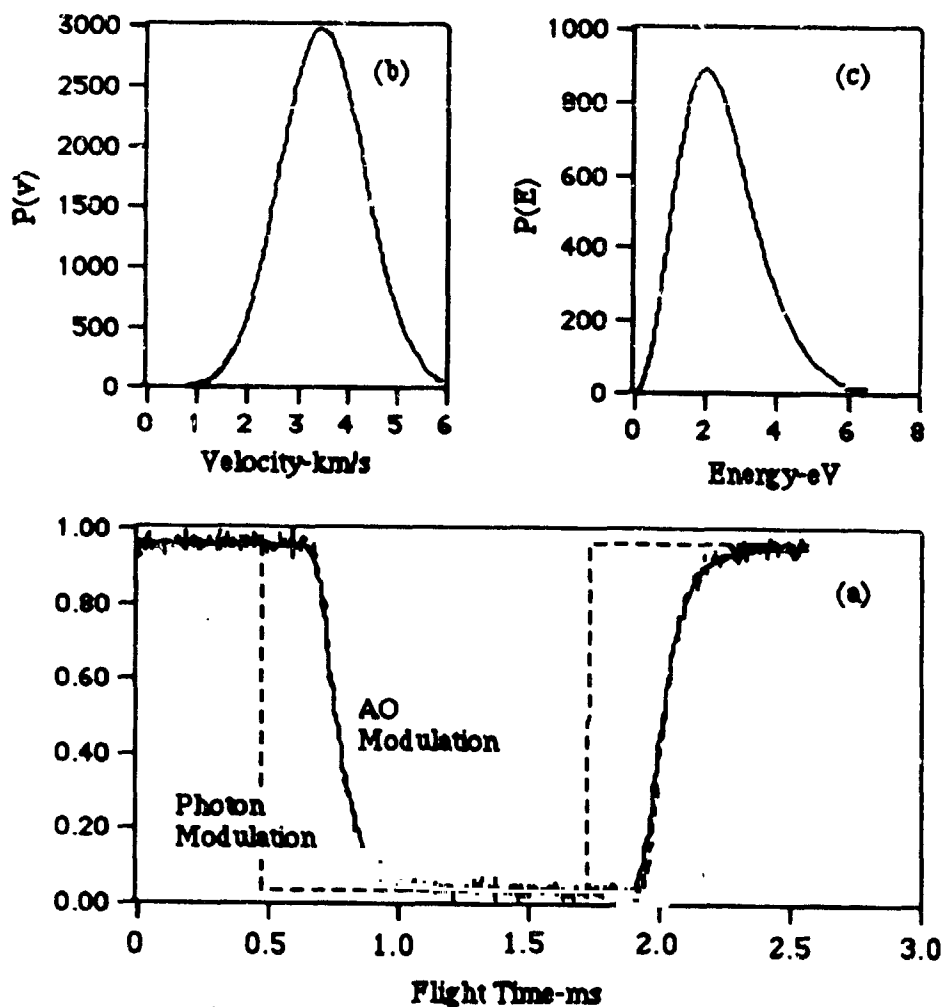 3000
2500
2000
1500
1000
500
0
P(v)
(b)
0 1 2 3 4 5 6
Velocity-km/s
1000
800
600
400
200
0
P(E)
(c)
0 2 4 6 8
Energy-eV
1.00
0.80
0.60
0.40
0.20
0.00
(a)
AO
Modulation
Photon
Modulation
0 0.5 1.0 1.5 2.0 2.5 3.0
Flight Time-ms